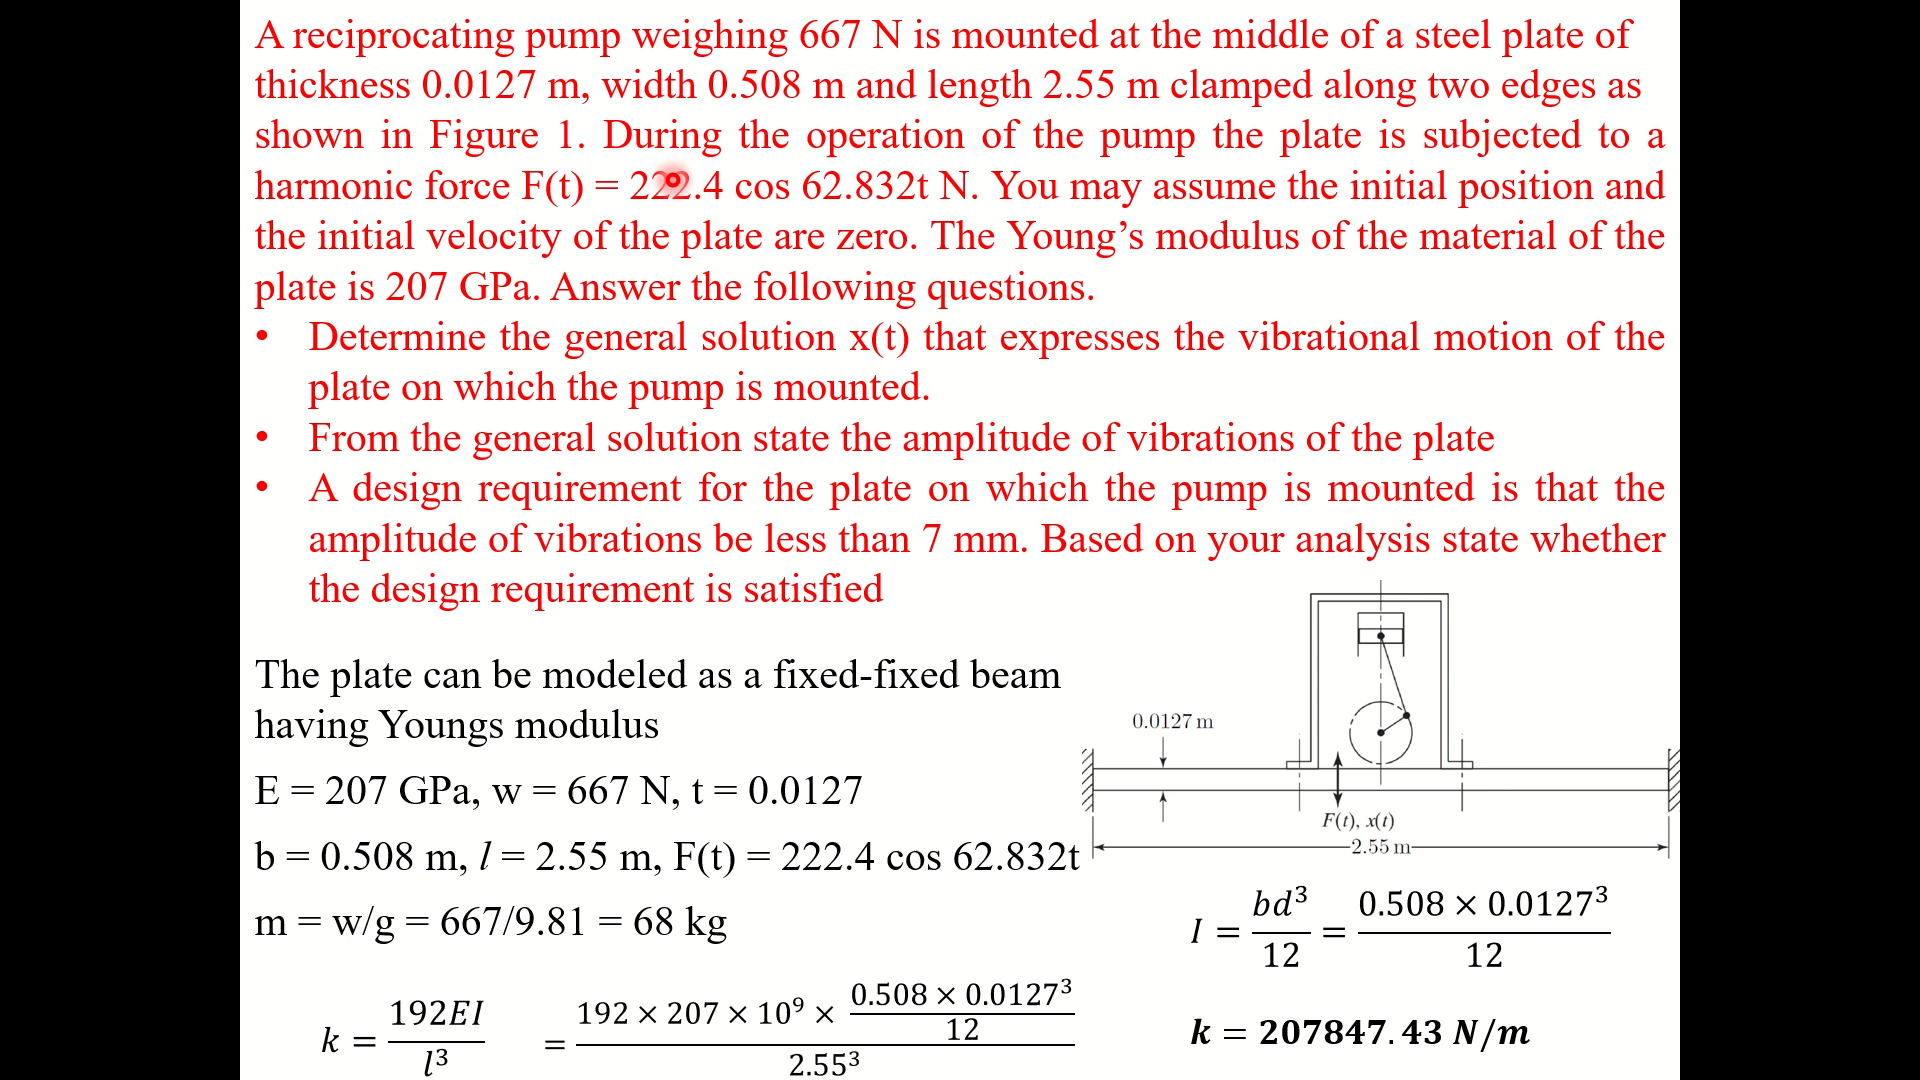 A reciprocating pump weighing 667 N is mounted at the middle of a steel plate of
thickness 0.0127 m, width 0.508 m and length 2.55 m clamped along two edges as
shown in Figure 1. During the operation of the pump the plate is subjected to a
harmonic force F(t) = 222.4 cos 62.832t N. You may assume the initial position and
the initial velocity of the plate are zero. The Young’s modulus of the material of the
plate is 207 GPa. Answer the following questions.
• Determine the general solution x(t) that expresses the vibrational motion of the
plate on which the pump is mounted.
• From the general solution state the amplitude of vibrations of the plate
• A design requirement for the plate on which the pump is mounted is that the
amplitude of vibrations be less than 7 mm. Based on your analysis state whether
the design requirement is satisfied
The plate can be modeled as a fixed-fixed beam
having Youngs modulus
E = 207 GPa, w = 667 N, t = 0.0127
b = 0.508 m, l = 2.55 m, F(t) = 222.4 cos 62.832t
m = w/g = 667/9.81 = 68 kg
k = 192EI / l³ = 192 × 207 × 10⁹ × 0.508 × 0.0127³ / 12 / 2.55³
0.0127 m
F(t), x(t)
2.55 m
I = bd³ / 12 = 0.508 × 0.0127³ / 12
k = 207847.43 N/m